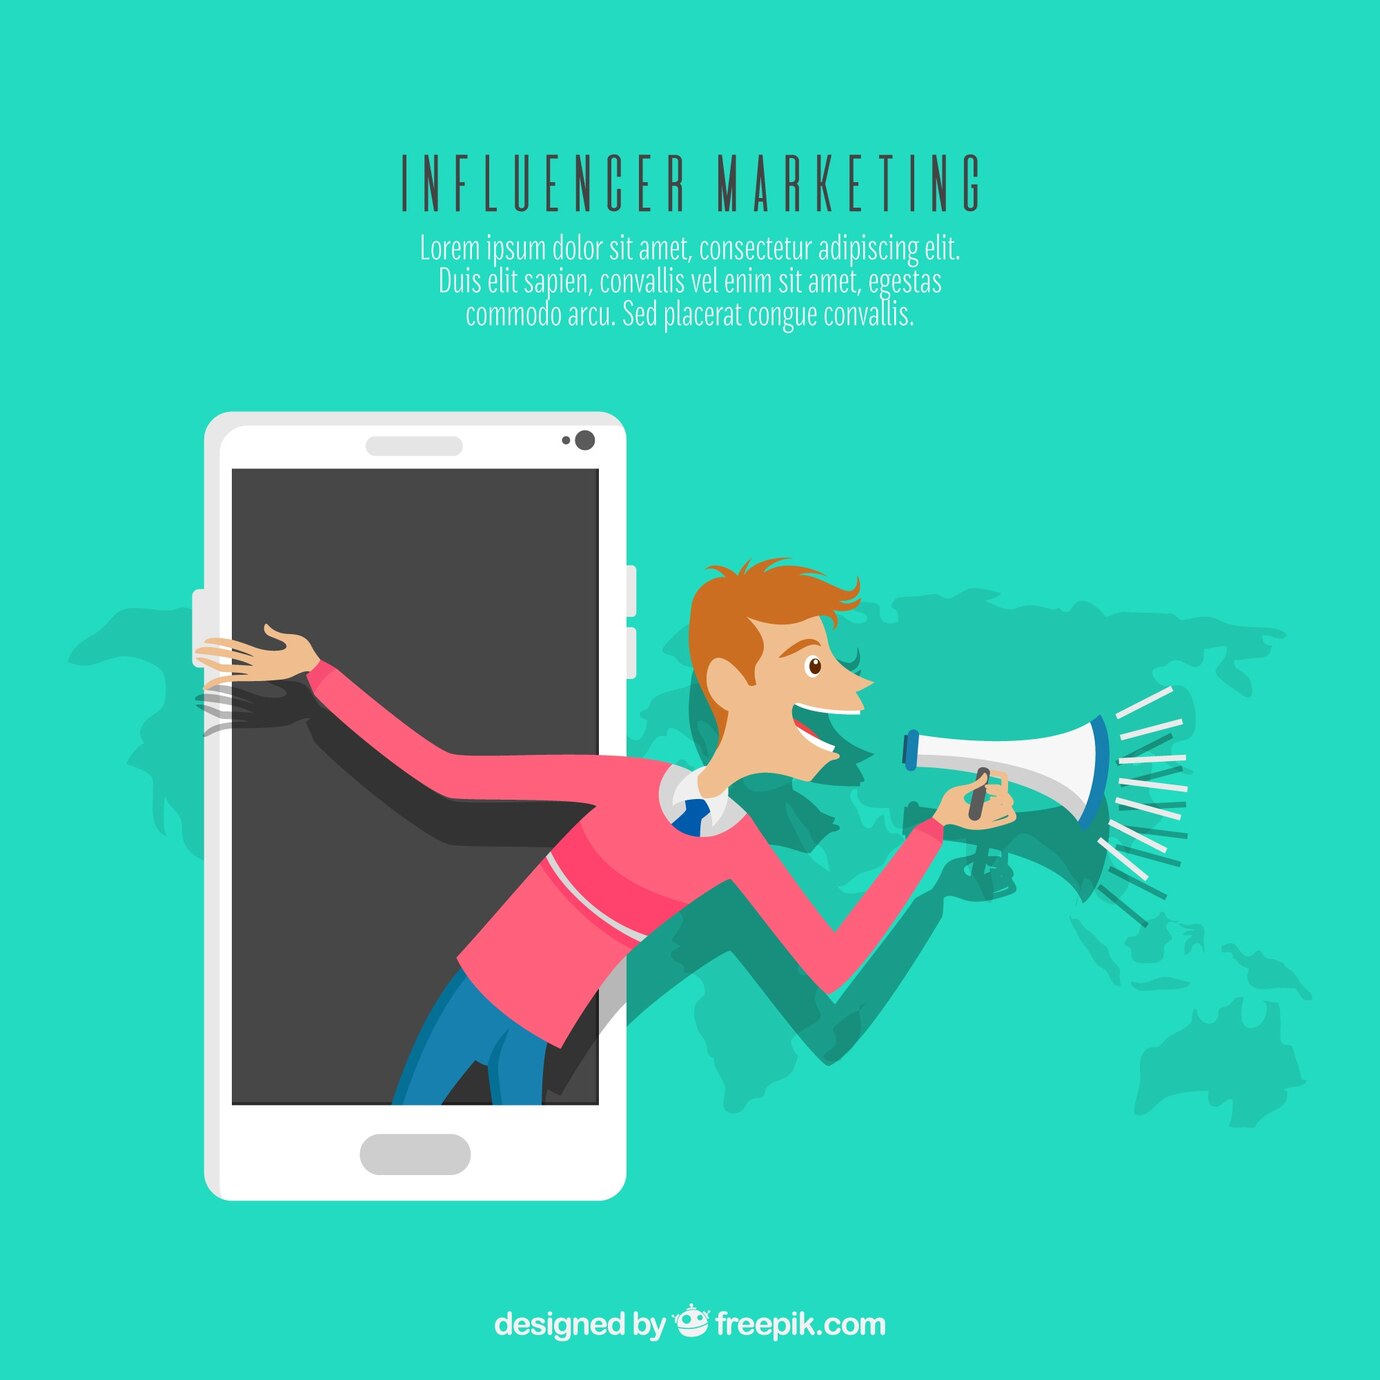 INFLUENCER MARKETING
Lorem ipsum dolor sit amet, consectetur adipiscing elit.
Duis elit sapien, convallis vel enim sit amet, egestas
commodo arcu. Sed placerat congue convallis.
designed by freepik.com